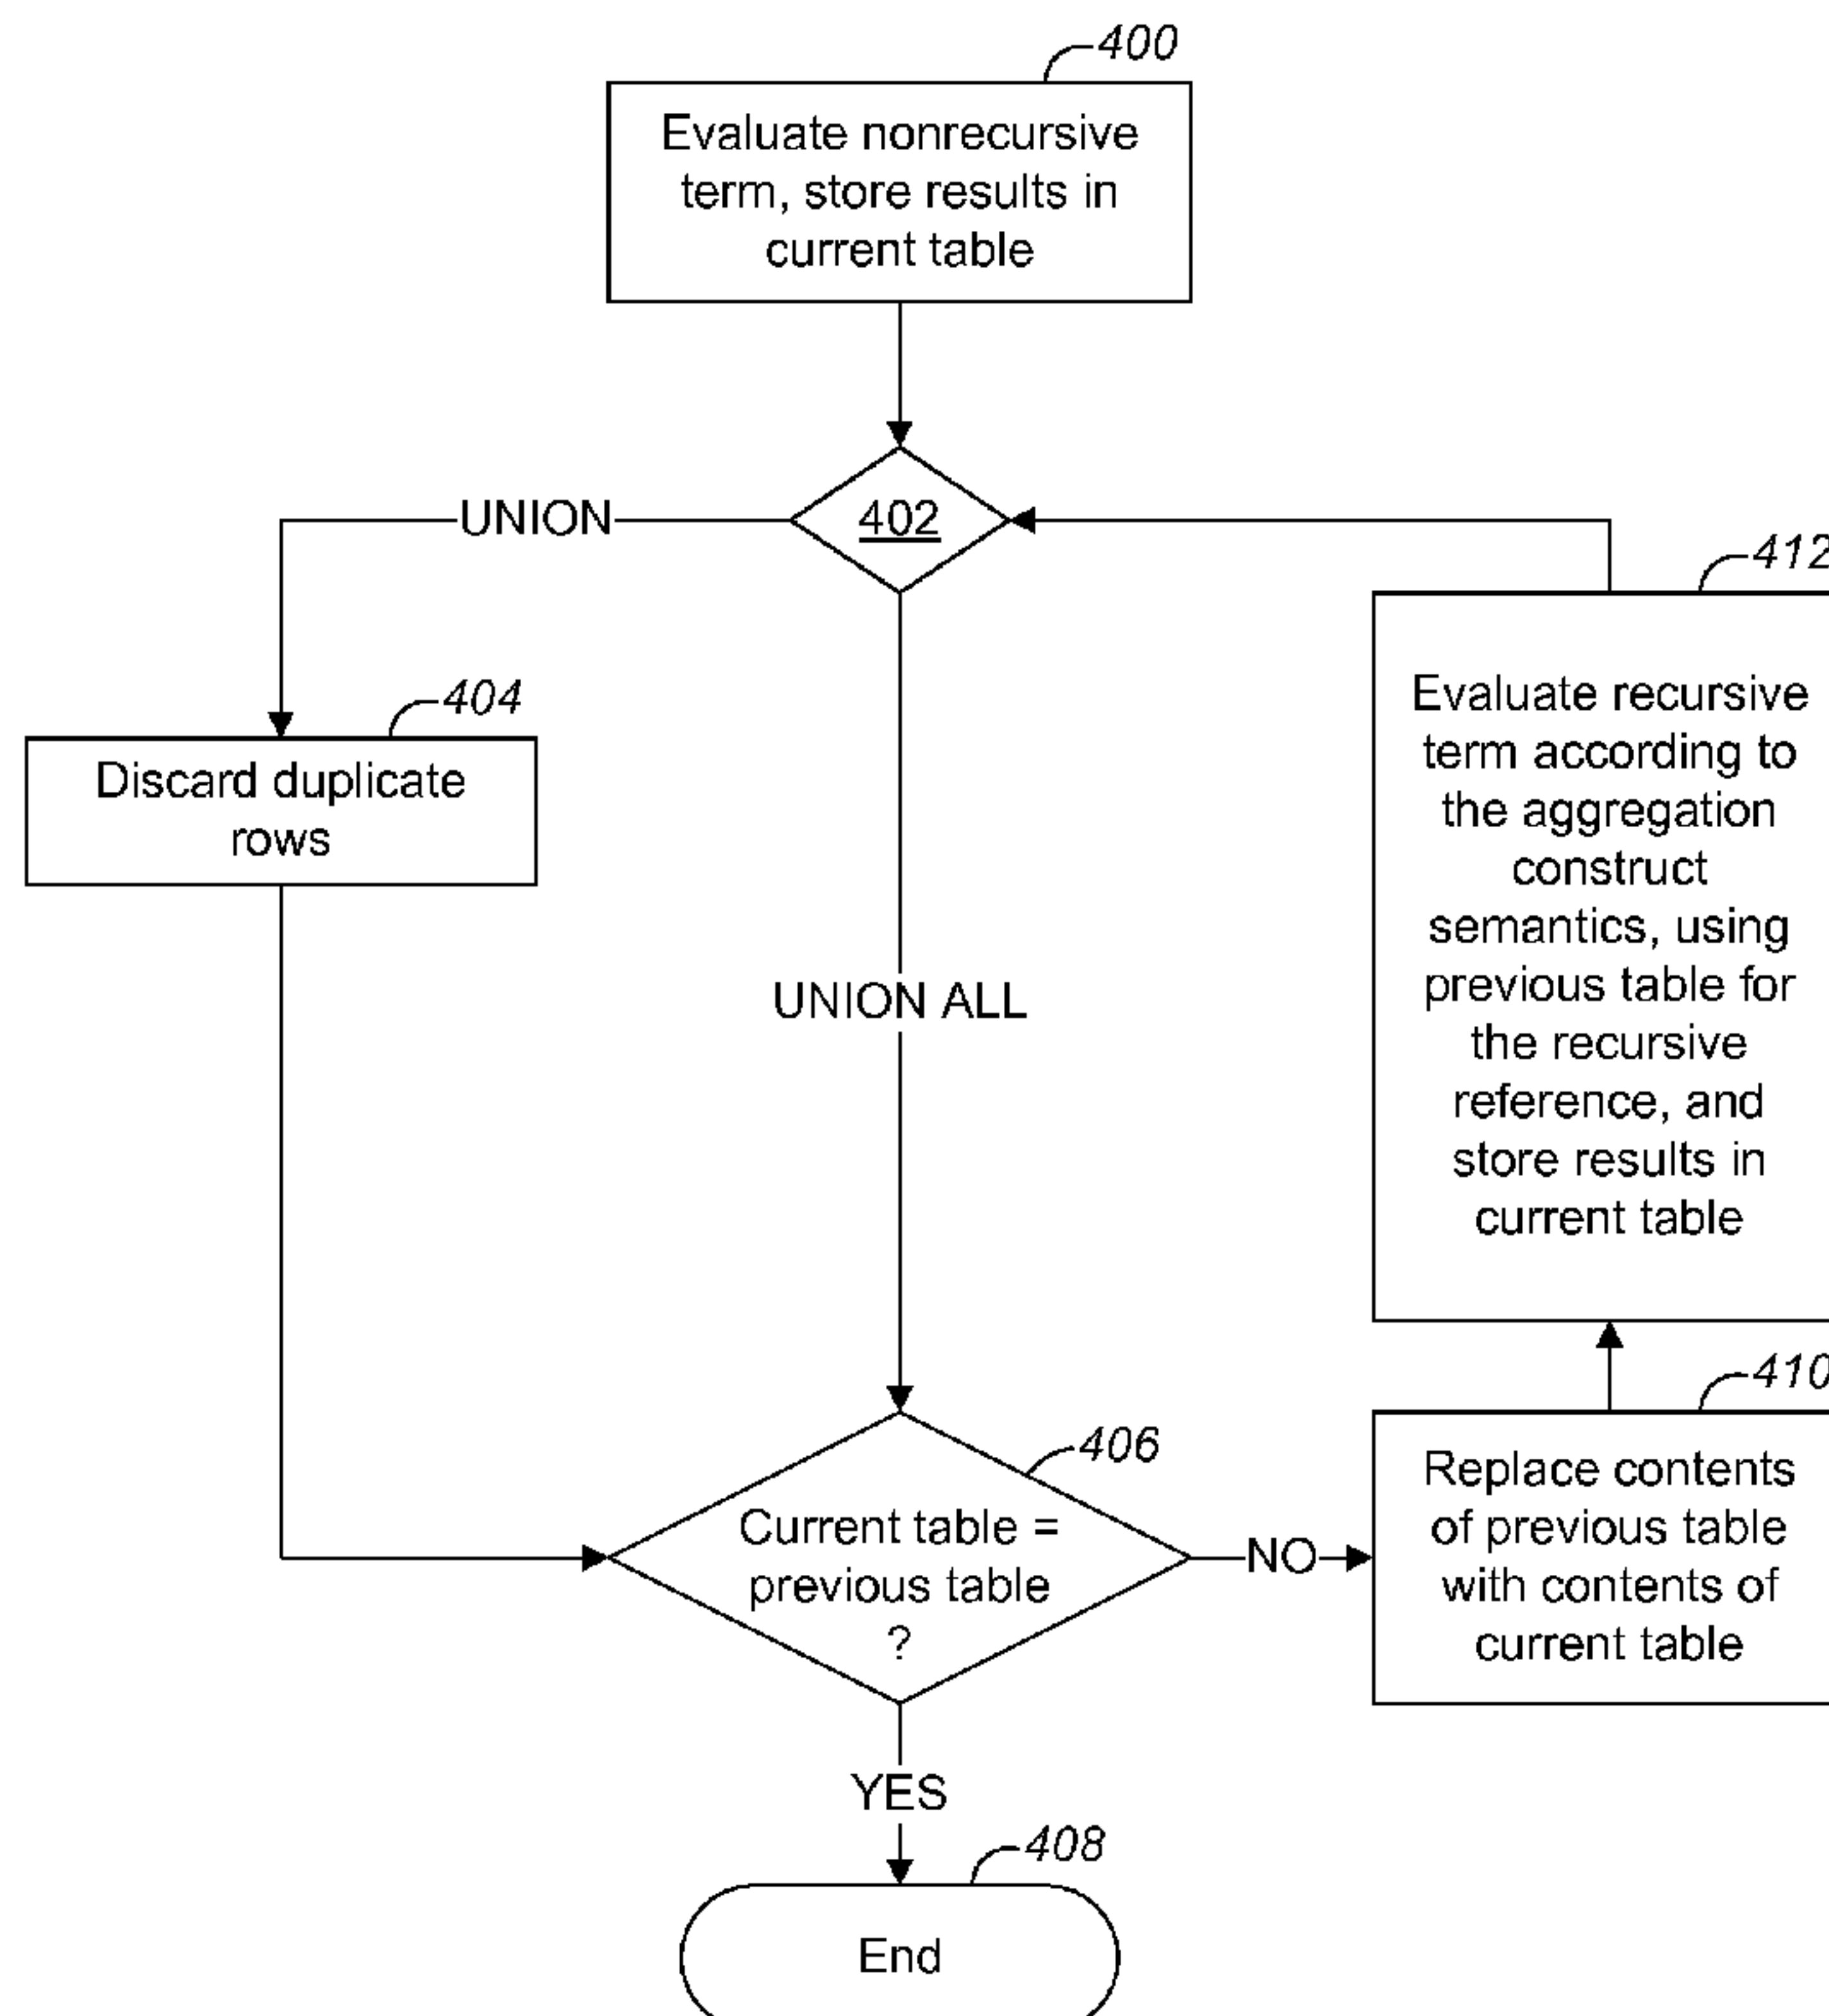 400
Evaluate nonrecursive
term, store results in
current table
402
UNION
412
404
Discard duplicate
rows
Evaluate recursive
term according to
the aggregation
construct
semantics, using
previous table for
the recursive
reference, and
store results in
current table
UNION ALL
410
406
Current table =
previous table
?
NO
Replace contents
of previous table
with contents of
current table
YES
408
End